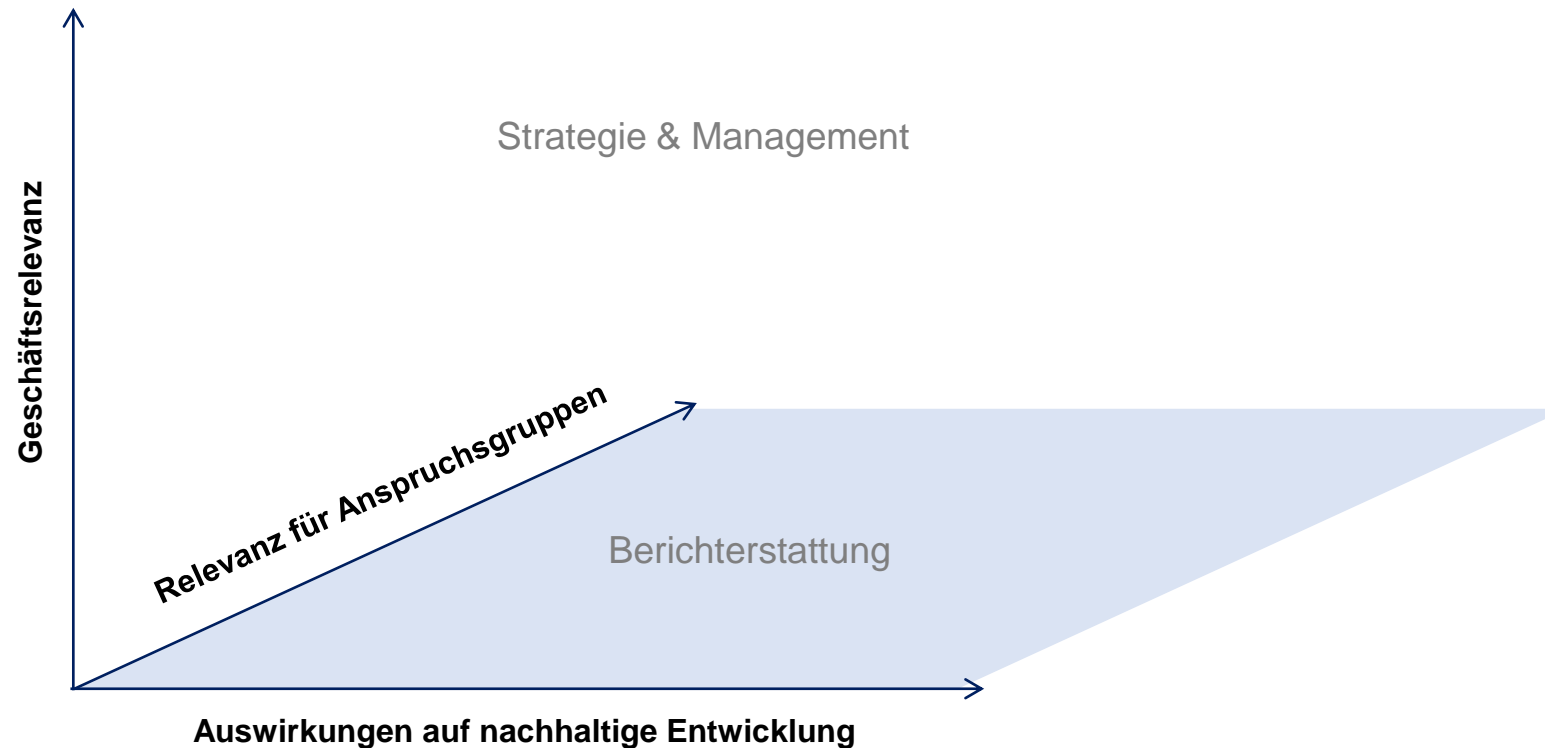 Strategie & Management
Geschäftsrelevanz
Relevanz für Anspruchsgruppen
Berichterstattung
Auswirkungen auf nachhaltige Entwicklung